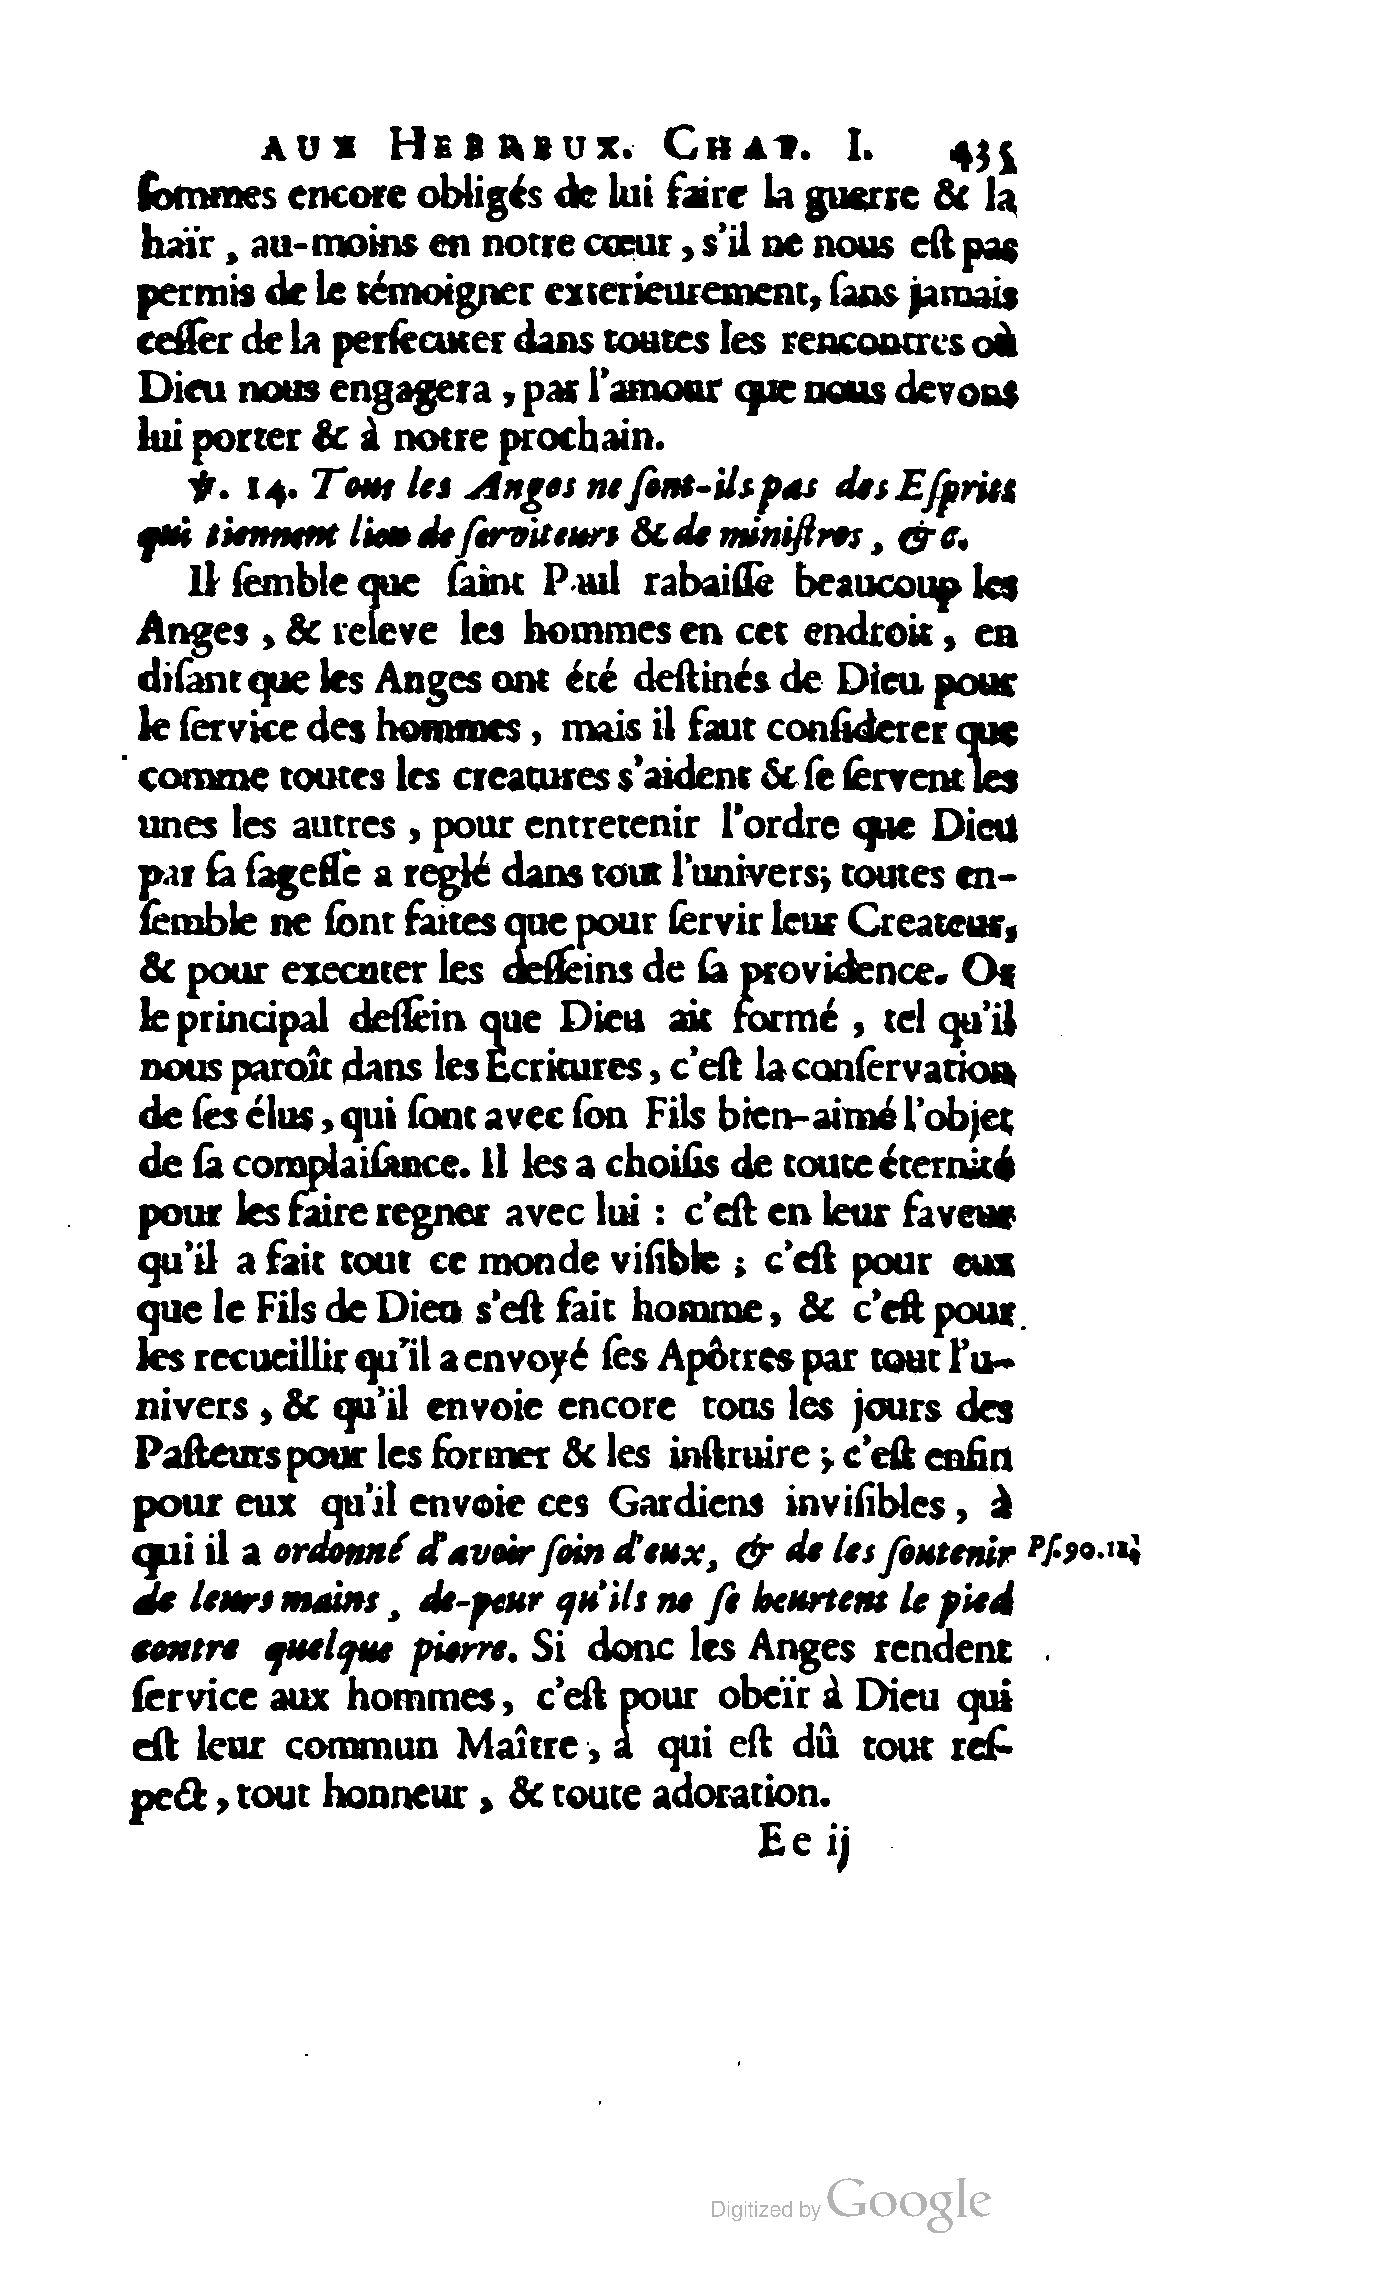 AUX HEBREUX. CHAP. I. 435
ſommes encore obligés de lui faire la guerre & la
haïr, au-moins en notre cœur, s'il ne nous eſt pas
permis de le témoigner exterieurement, ſans jamais
ceſſer de la perſecuter dans toutes les rencontres où
Dieu nous engagera, par l'amour que nous devons
lui porter & à notre prochain.
℣. 14. Tous les Anges ne ſont-ils pas des Eſprits
qui tiennent lieu de ſerviteurs & de miniſtres, &c.
Il ſemble que ſaint Paul rabaiſſe beaucoup les
Anges, & releve les hommes en cet endroit, en
diſant que les Anges ont été deſtinés de Dieu pour
le ſervice des hommes, mais il faut conſiderer que
comme toutes les creatures s'aident & ſe ſervent les
unes les autres, pour entretenir l'ordre que Dieu
par ſa ſageſſe a reglé dans tout l'univers; toutes en-
ſemble ne ſont faites que pour ſervir leur Createur,
& pour executer les deſſeins de ſa providence. Or
le principal deſſein que Dieu ait formé, tel qu'il
nous paroît dans les Ecritures, c'eſt la conſervation
de ſes élus, qui ſont avec ſon Fils bien-aimé l'objet
de ſa complaiſance. Il les a choiſis de toute éternité
pour les faire regner avec lui : c'eſt en leur faveur
qu'il a fait tout ce monde viſible ; c'eſt pour eux
que le Fils de Dieu s'eſt fait homme, & c'eſt pour
les recueillir qu'il a envoyé ſes Apôtres par tout l'u-
nivers, & qu'il envoie encore tous les jours des
Paſteurs pour les former & les inſtruire ; c'eſt enfin
pour eux qu'il envoie ces Gardiens inviſibles, à
qui il a ordonné d'avoir ſoin d'eux, & de les ſoutenir Pſ. 90. 12.
de leurs mains, de-peur qu'ils ne ſe heurtent le pied
contre quelque pierre. Si donc les Anges rendent
ſervice aux hommes, c'eſt pour obeïr à Dieu qui
eſt leur commun Maître, à qui eſt dû tout reſ-
pect, tout honneur, & toute adoration.
E e ij
Digitized by Google